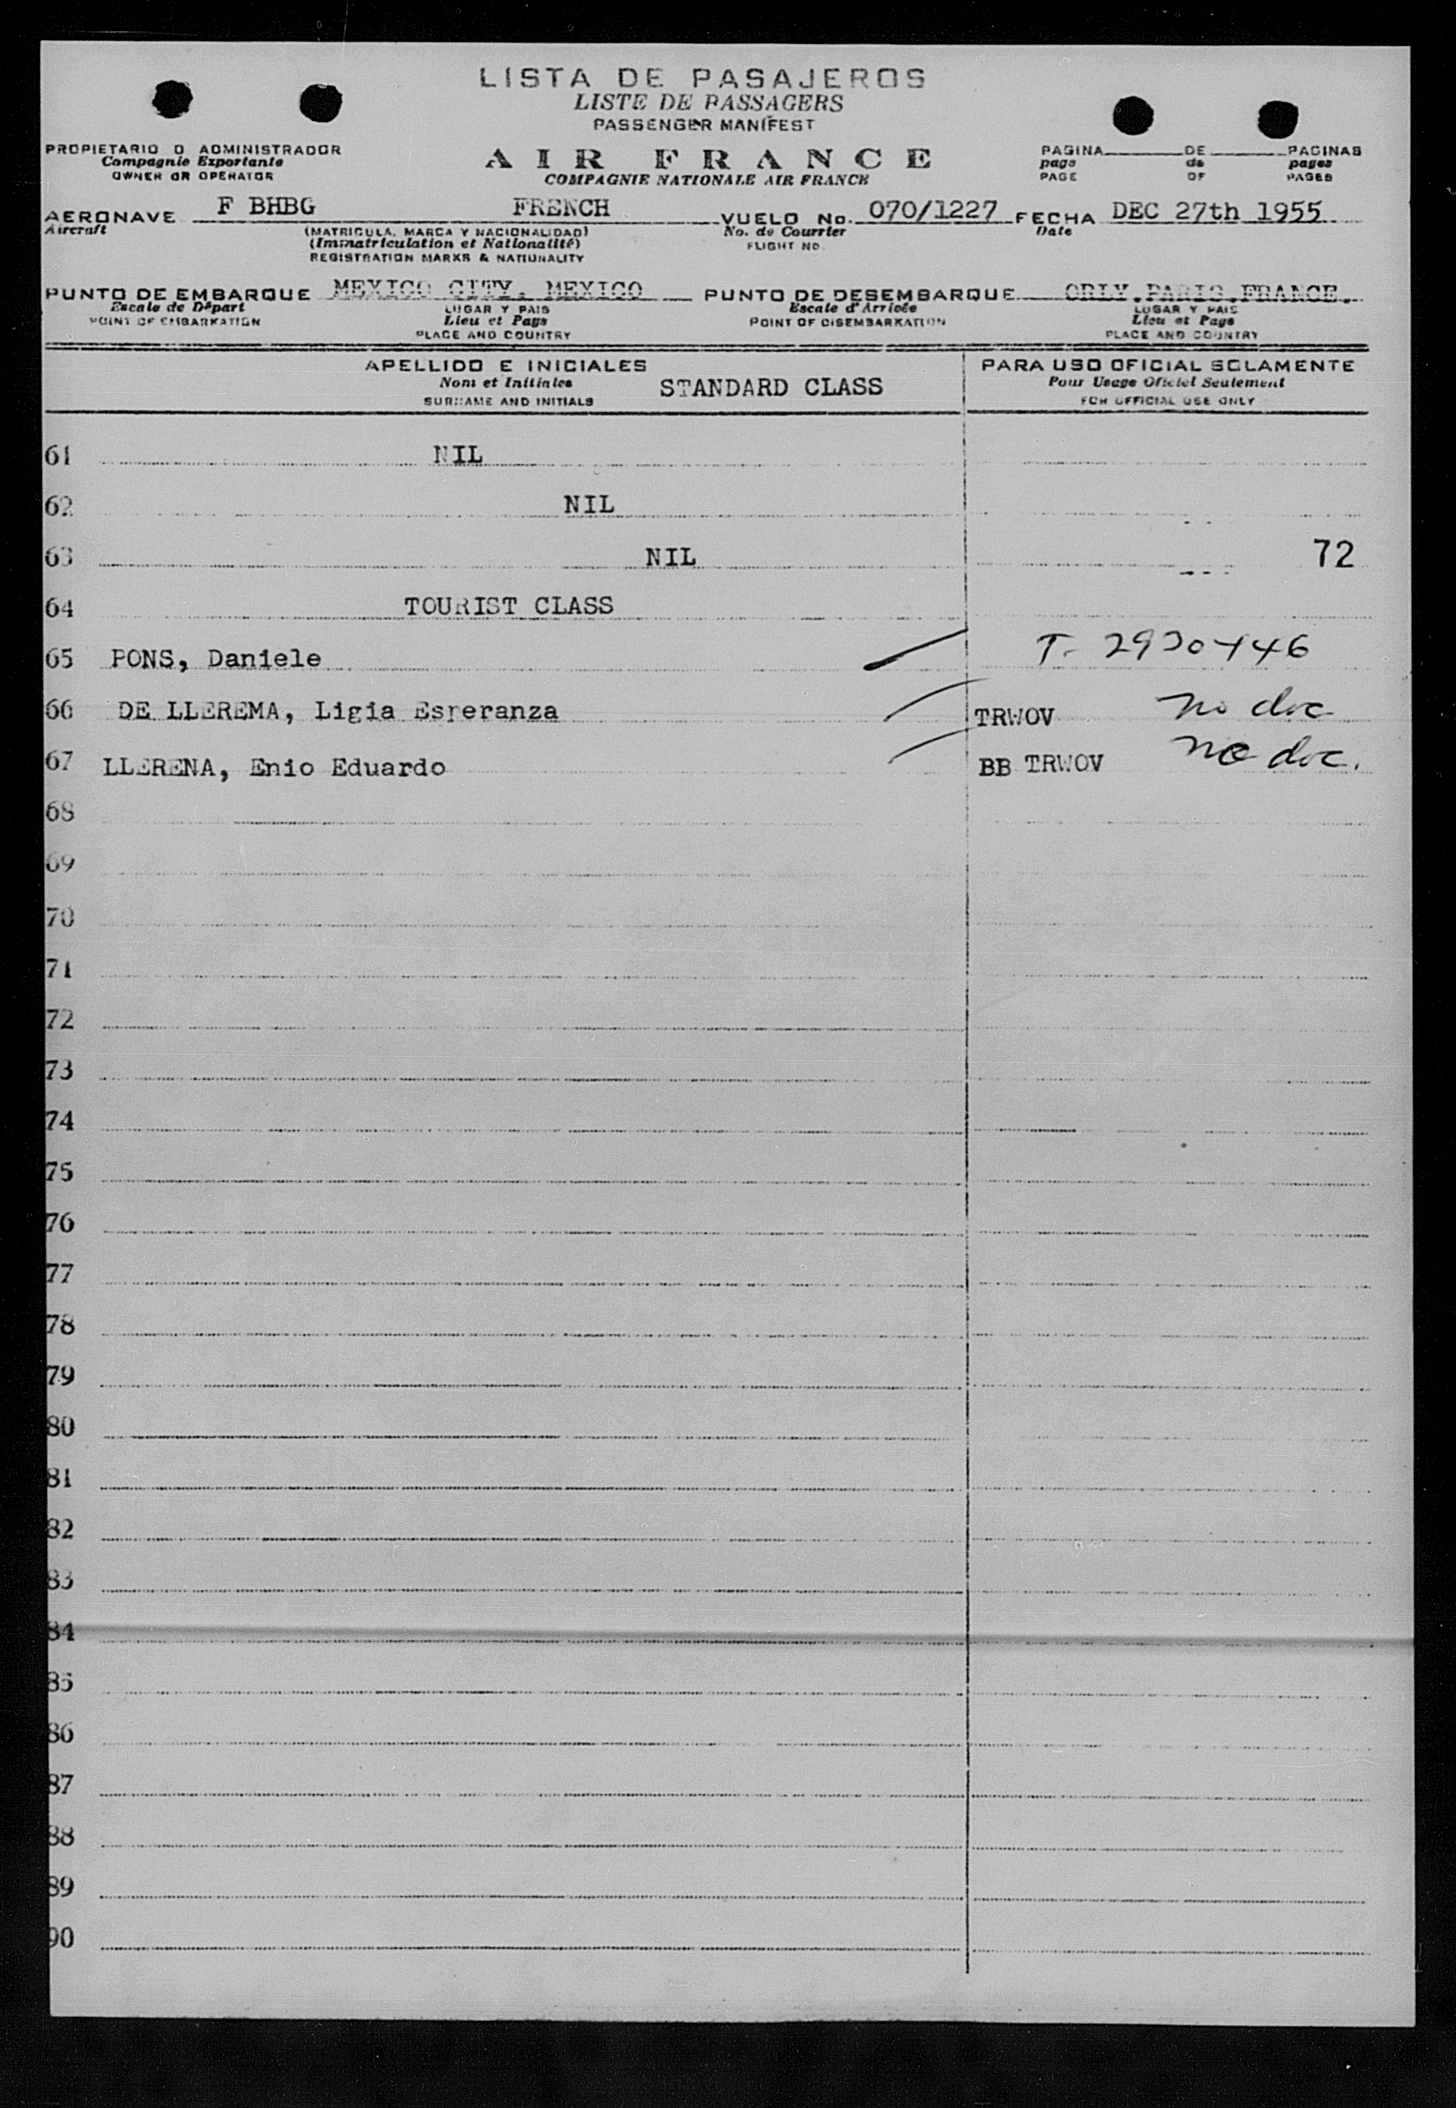 LISTA DE PASAJEROS
LISTE DE PASSAGERS
PASSENGER MANIFEST
PROPIETARIO O ADMINISTRADOR
Compagnie Exportante
OWNER OR OPERATOR
AIR FRANCE
COMPAGNIE NATIONALE AIR FRANCE
PAGINA DE PAGINAS
page de pages
PAGE OF PAGES
AERONAVE F BHBG FRENCH VUELO No. 070/1227 FECHA DEC 27th 1955
Aircraft (MATRICULA, MARCA Y NACIONALIDAD) No. de Courrier Date
(Immatriculation et Nationalité) FLIGHT NO.
REGISTRATION MARKS & NATIONALITY
PUNTO DE EMBARQUE MEXICO CITY, MEXICO PUNTO DE DESEMBARQUE ORLY.PARIS.FRANCE.
Escale de Départ LUGAR Y PAIS Escale d'Arrivée LUGAR Y PAIS
POINT OF EMBARKATION Lieu et Pays POINT OF DISEMBARKATION Lieu et Pays
PLACE AND COUNTRY PLACE AND COUNTRY
APELLIDO E INICIALES PARA USO OFICIAL SOLAMENTE
Nom et Initiales STANDARD CLASS Pour Usage Officiel Seulement
SURNAME AND INITIALS FOR OFFICIAL USE ONLY
61 NIL
62 NIL
63 NIL 72
64 TOURIST CLASS
65 PONS, Daniele T-
66 DE LLEREMA, Ligia Esperanza TRWOV no doc
67 LLERENA, Enio Eduardo BB TRWOV no doc.
68
69
70
71
72
73
74
75
76
77
78
79
80
81
82
83
84
85
86
87
88
89
90